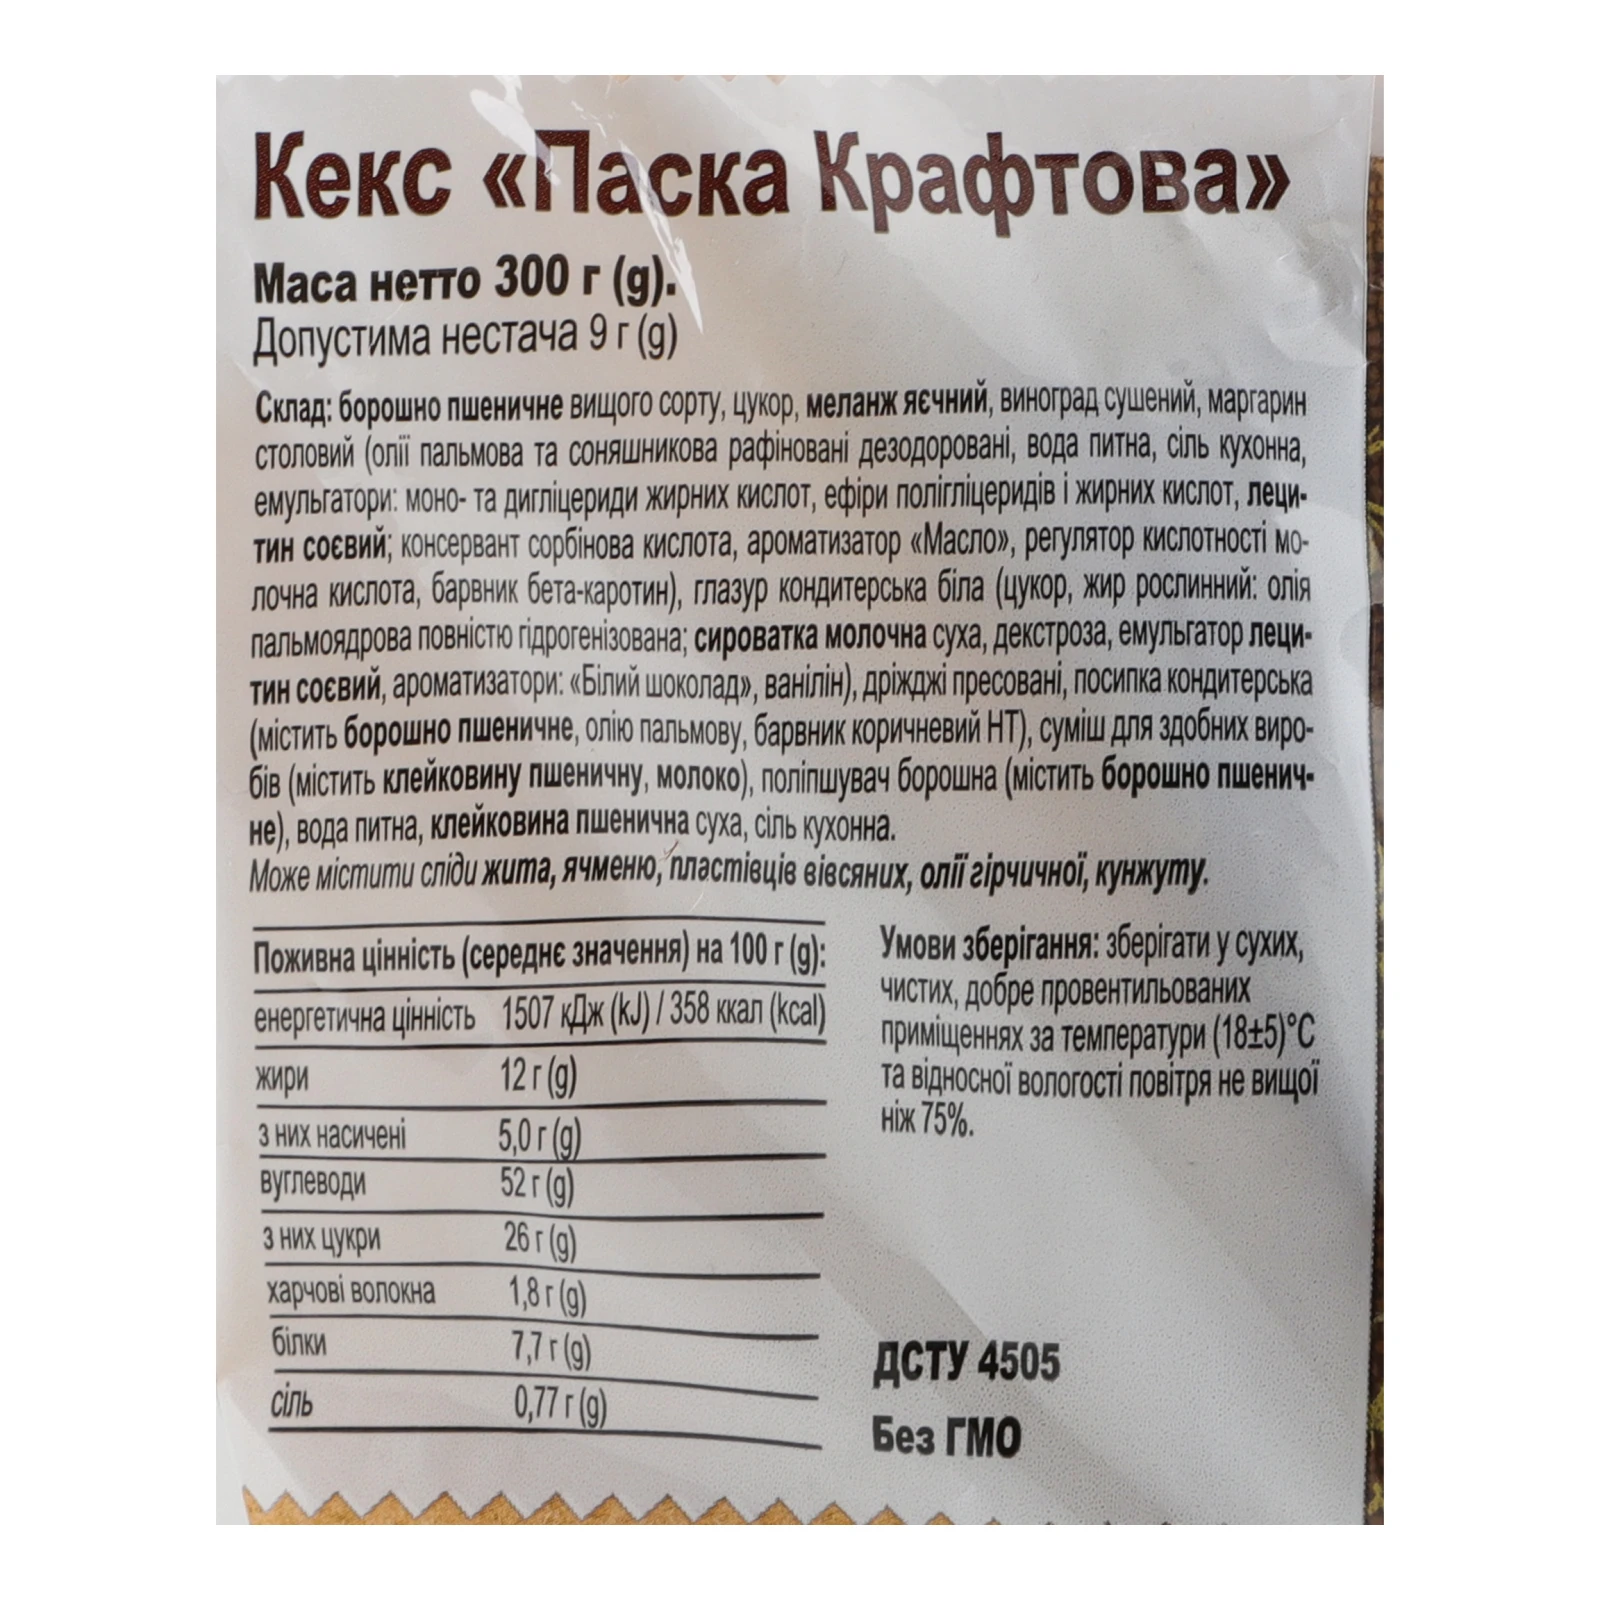 Кекс «Паска Крафтова»
Маса нетто 300 г (g).
Допустима нестача 9 г (g)
Склад: борошно пшеничне вищого сорту, цукор, меланж яєчний, виноград сушений, маргарин
столовий (олії пальмова та соняшникова рафіновані дезодоровані, вода питна, сіль кухонна,
емульгатори: моно- та дигліцериди жирних кислот, ефіри полігліцеридів і жирних кислот, леци-
тин соєвий; консервант сорбінова кислота, ароматизатор «Масло», регулятор кислотності мо-
лочна кислота, барвник бета-каротин), глазур кондитерська біла (цукор, жир рослинний: олія
пальмоядрова повністю гідрогенізована; сироватка молочна суха, декстроза, емульгатор леци-
тин соєвий, ароматизатори: «Білий шоколад», ванілін), дріжджі пресовані, посипка кондитерська
(містить борошно пшеничне, олію пальмову, барвник коричневий НТ), суміш для здобних виро-
бів (містить клейковину пшеничну, молоко), поліпшувач борошна (містить борошно пшенич-
не), вода питна, клейковина пшенична суха, сіль кухонна.
Може містити сліди жита, ячменю, пластівців вівсяних, олії гірчичної, кунжуту.
Поживна цінність (середнє значення) на 100 г (g):
енергетична цінність 1507 кДж (kJ) / 358 ккал (kcal)
жири 12 г (g)
з них насичені 5,0 г (g)
вуглеводи 52 г (g)
з них цукри 26 г (g)
харчові волокна 1,8 г (g)
білки 7,7 г (g)
сіль 0,77 г (g)
Умови зберігання: зберігати у сухих,
чистих, добре провентильованих
приміщеннях за температури (18±5)°С
та відносної вологості повітря не вищої
ніж 75%.
ДСТУ 4505
Без ГМО